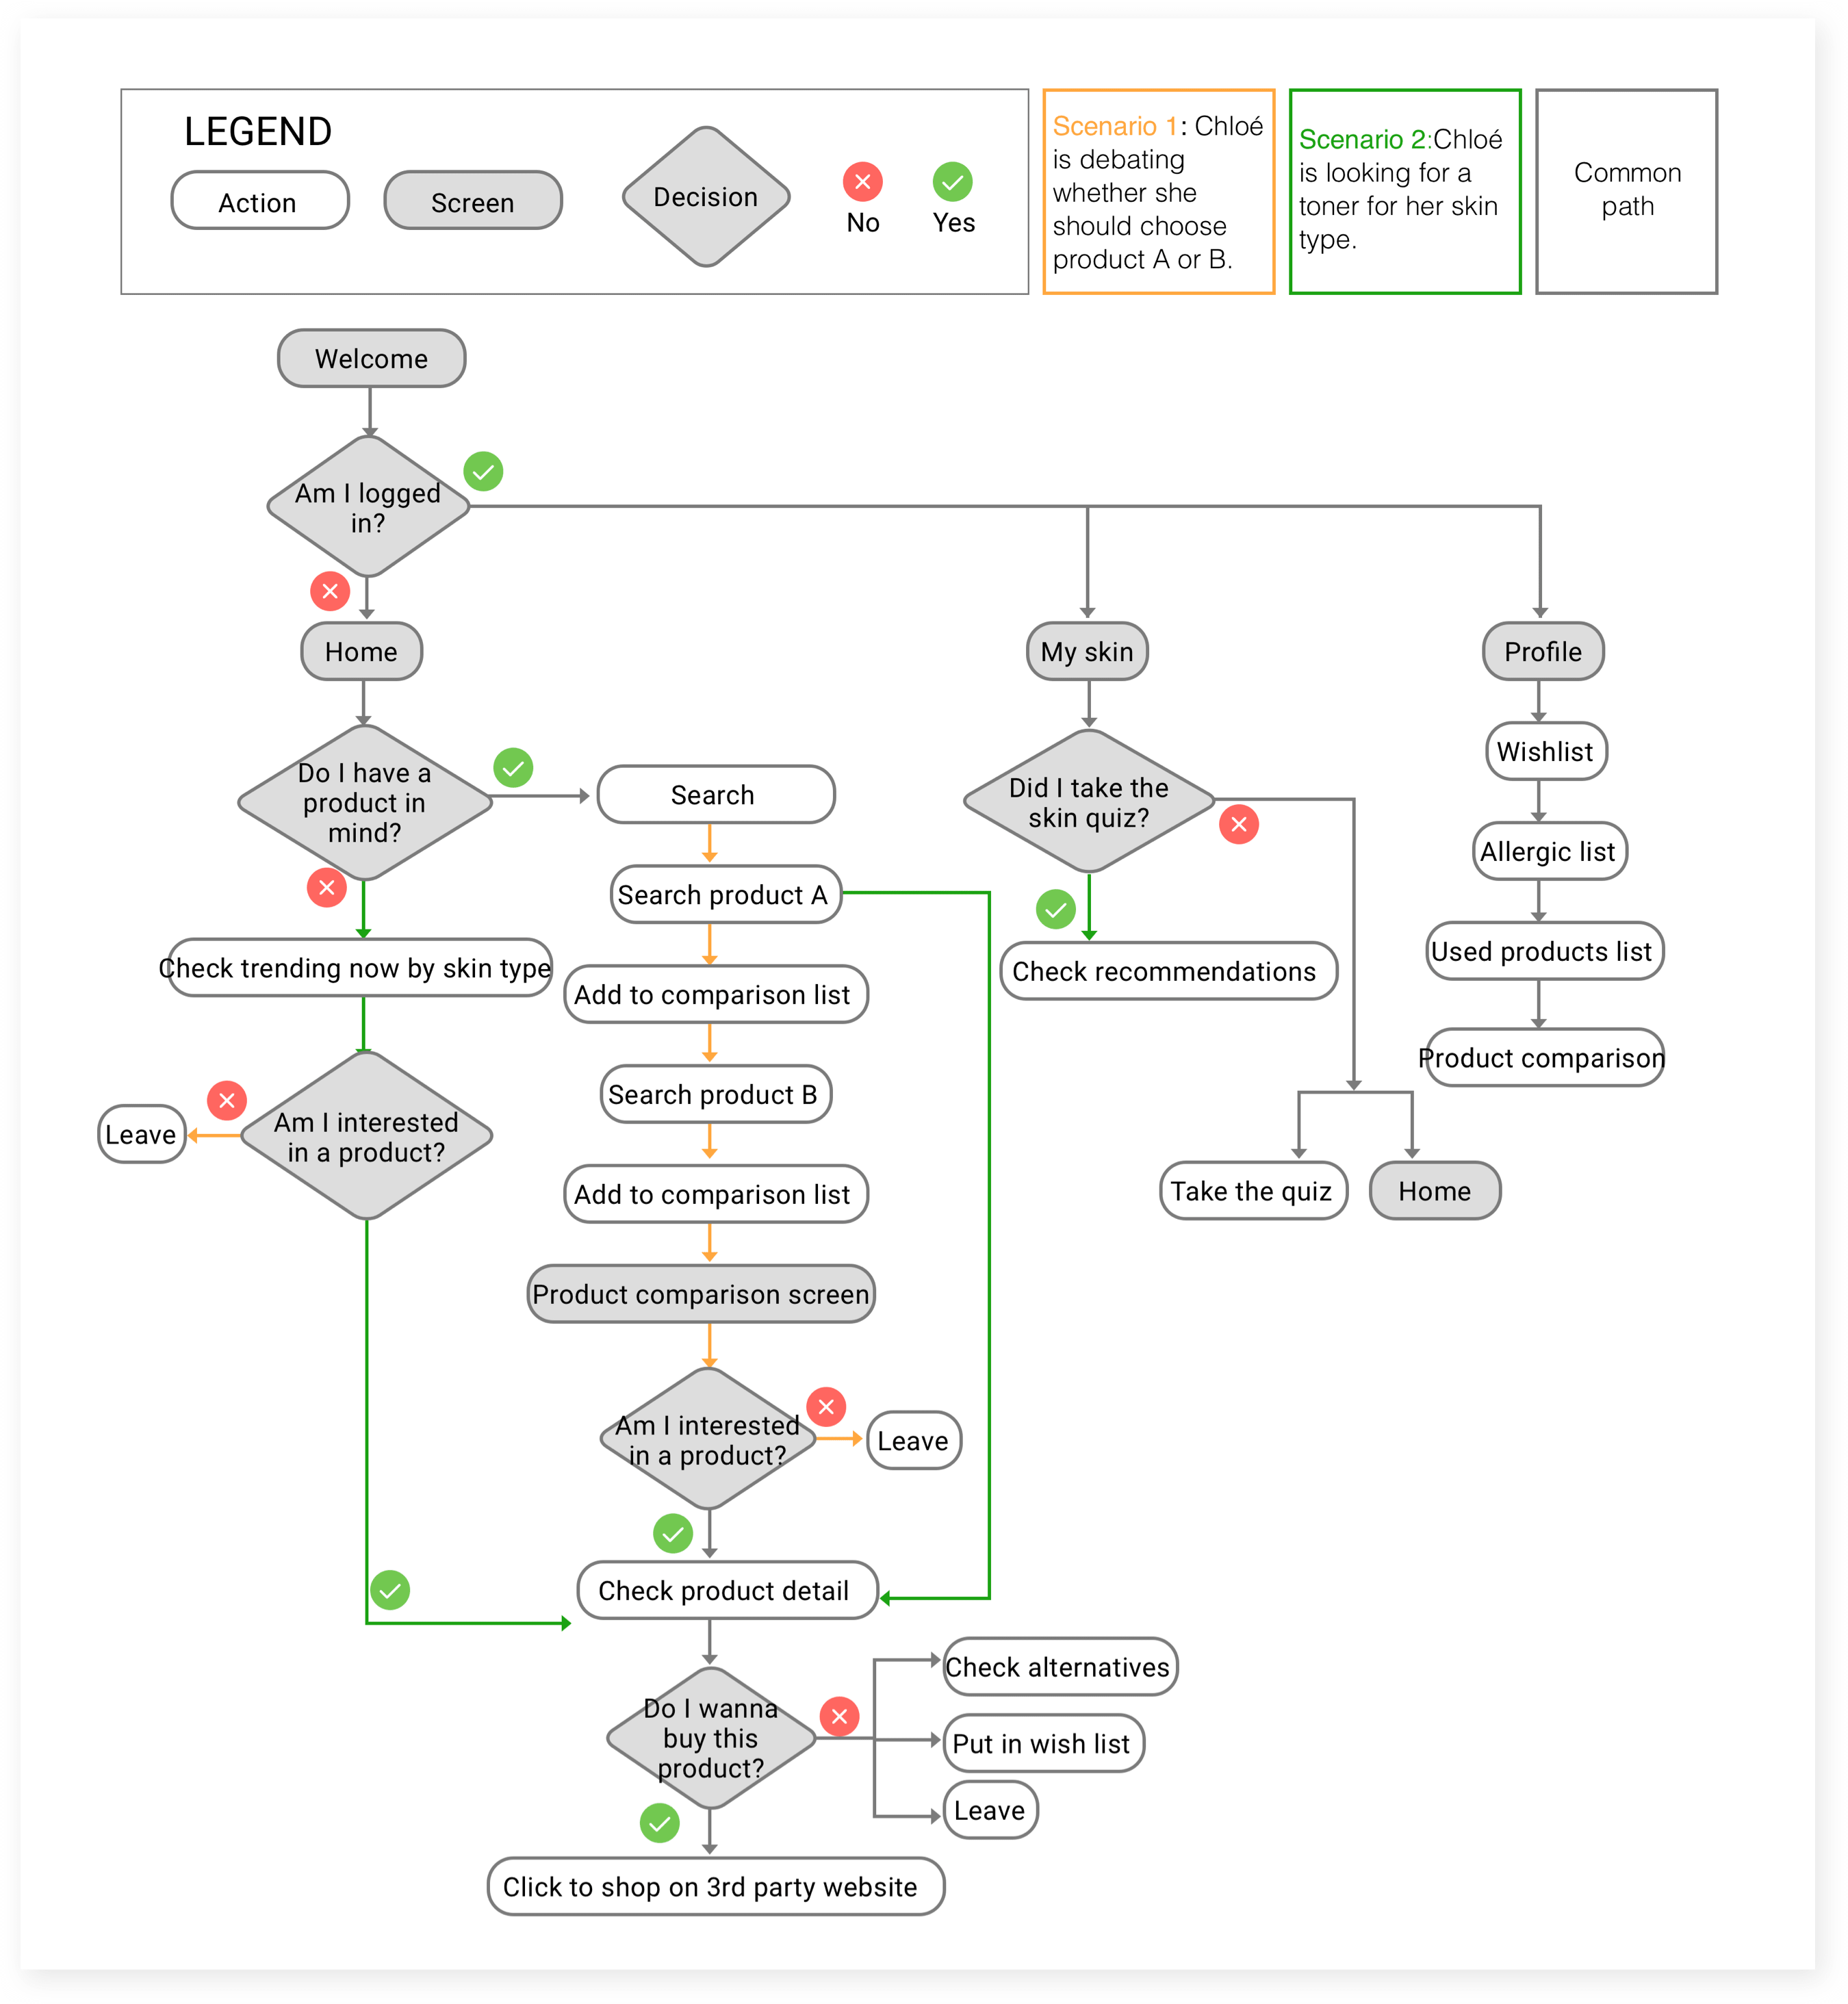 LEGEND
Action
Screen
Decision
No
Yes
Scenario 1: Chloé
is debating
whether she
should choose
product A or B.
Scenario 2:Chloé
is looking for a
toner for her skin
type.
Common
path
Welcome
Am I logged
in?
Home
My skin
Profile
Do I have a
product in
mind?
Search
Did I take the
skin quiz?
Wishlist
Allergic list
Search product A
Used products list
Check trending now by skin type
Add to comparison list
Check recommendations
Product comparison
Search product B
Leave
Am I interested
in a product?
Add to comparison list
Take the quiz
Home
Product comparison screen
Am I interested
in a product?
Leave
Check product detail
Do I wanna
buy this
product?
Check alternatives
Put in wish list
Leave
Click to shop on 3rd party website